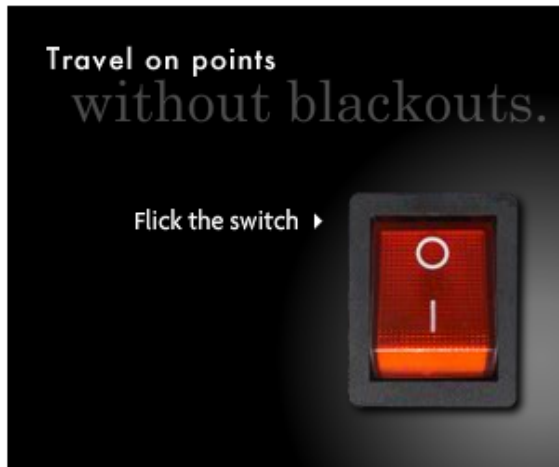 Travel on points
without blackouts.
Flick the switch
O
I